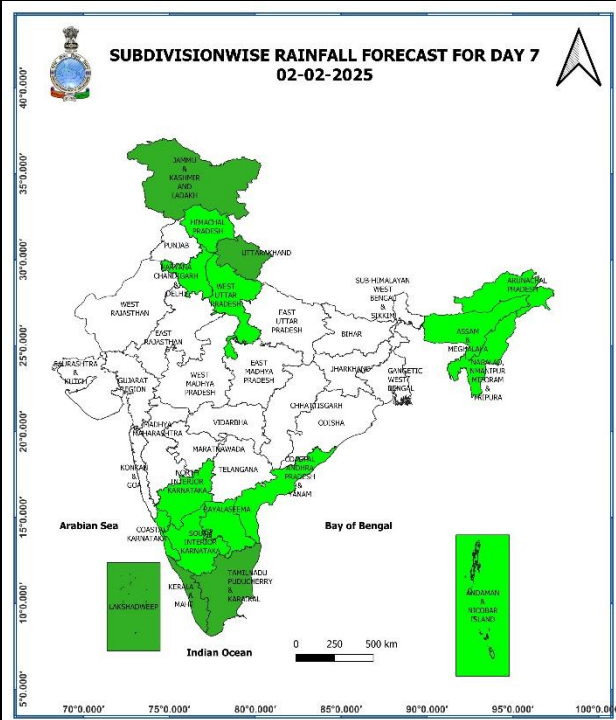 SUBDIVISIONWISE RAINFALL FORECAST FOR DAY 7
02-02-2025
40°0.000'
35°0.000'
30°0.000'
25°0.000'
20°0.000'
15°0.000'
10°0.000'
5°0.000'
JAMMU
&
KASHMIR
AND
LADAKH
HIMACHAL
PRADESH
PUNJAB
UTTARAKHAND
HARYANA
CHANDIGARH
&
DELHI
WEST
UTTAR
PRADESH
SUB-HIMALAYAN
WEST
BENGAL
&
SIKKIM
ARUNACHAL
PRADESH
WEST
RAJASTHAN
EAST
UTTAR
PRADESH
EAST
RAJASTHAN
BIHAR
ASSAM
&
MEGHALAYA
SAURASHTRA
&
KUTCH
GUJARAT
REGION
WEST
MADHYA
PRADESH
EAST
MADHYA
PRADESH
JHARKHAND
GANGETIC
WEST
BENGAL
MIZORAM
&
TRIPURA
CHHATTISGARH
ODISHA
MADHYA
MAHARASHTRA
VIDARBHA
MARATHWADA
TELANGANA
KONKAN
&
GOA
NORTH
INTERIOR
KARNATAKA
COASTAL
ANDHRA
PRADESH
&
YANAM
RAYALASEEMA
Arabian Sea
Bay of Bengal
COASTAL
KARNATAKA
SOUTH
INTERIOR
KARNATAKA
TAMILNADU
PUDUCHERRY
&
KARAIKAL
KERALA
&
MAHE
LAKSHADWEEP
ANDAMAN
&
NICOBAR
ISLAND
Indian Ocean
0 250 500 km
70°0.000' 75°0.000' 80°0.000' 85°0.000' 90°0.000' 95°0.000' 100°0.000'